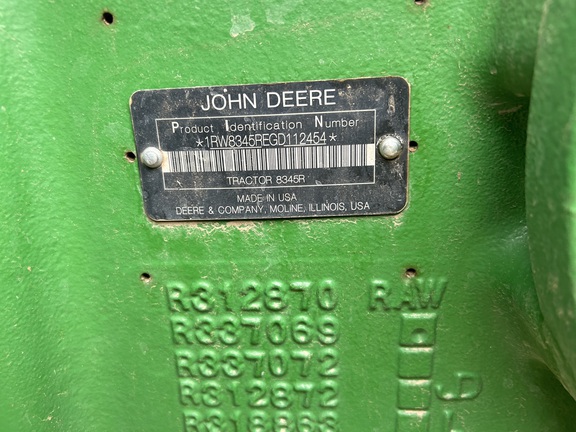 JOHN DEERE
Product Identification Number
*1RW8345REGD112454*
TRACTOR 8345R
MADE IN USA
DEERE & COMPANY, MOLINE, ILLINOIS, USA
R312870 RAW
R337069
R337072
R312872 JD
R318863